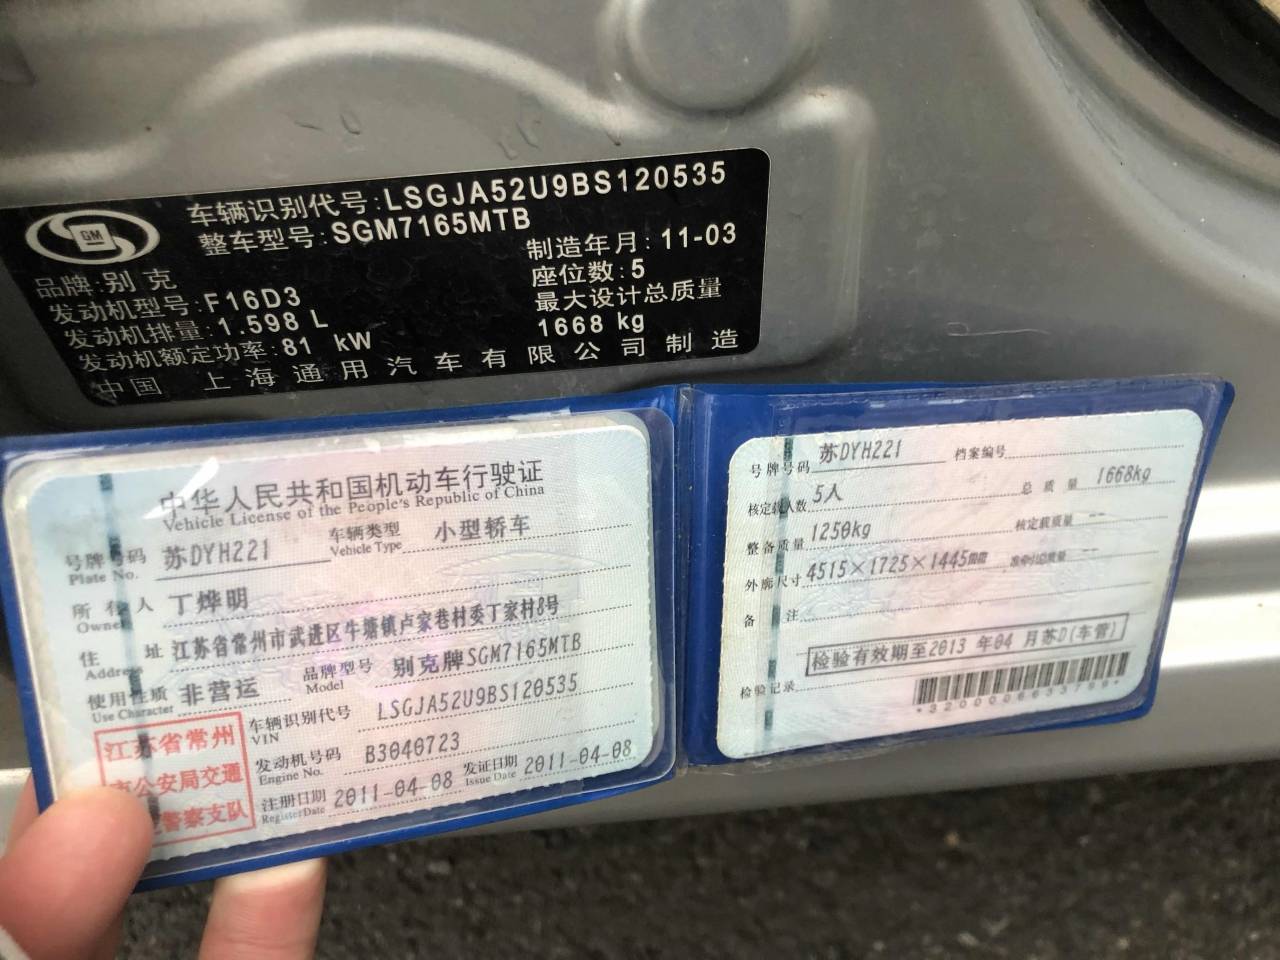 GM
车辆识别代号:LSGJA52U9BS120535
整车型号:SGM7165MTB
品牌:别克
制造年月:11-03
发动机型号:F16D3
座位数:5
发动机排量:1.598 L
最大设计总质量
发动机额定功率:81 kW
1668 kg
中国 上海通用汽车有限公司制造
中华人民共和国机动车行驶证
Vehicle License of the People's Republic of China
号牌号码 苏DYH221 车辆类型 小型轿车
Plate No. Vehicle Type
所有人 丁烨明
Owner
住址 江苏省常州市武进区牛塘镇卢家巷村委丁家村8号
Address
使用性质 非营运 品牌型号 别克牌SGM7165MTB
Use Character Model
车辆识别代号 LSGJA52U9BS120535
VIN
发动机号码 B3040723
Engine No.
注册日期 2011-04-08 发证日期 2011-04-08
Register Date Issue Date
江苏省常州
市公安局交通
警察支队
号牌号码 苏DYH221 档案编号
核定载人数 5人 总质量 1668kg
整备质量 1250kg 核定载质量 --
外廓尺寸 4515×1725×1445mm 准牵引总质量 --
备注
检验有效期至2013年04月苏D(车管)
检验记录